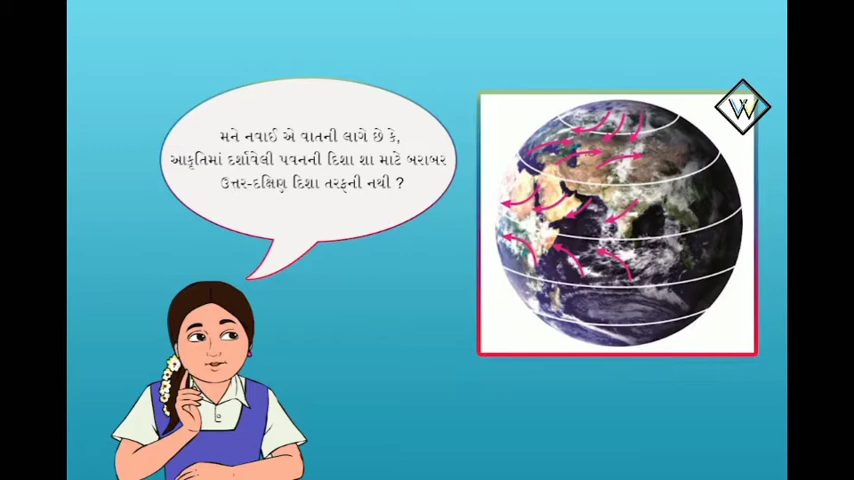 મને નવાઈ એ વાતની લાગે છે કે,
આકૃતિમાં દર્શાવેલી પવનની દિશા શા માટે બરાબર
ઉત્તર-દક્ષિણ દિશા તરફની નથી ?
W